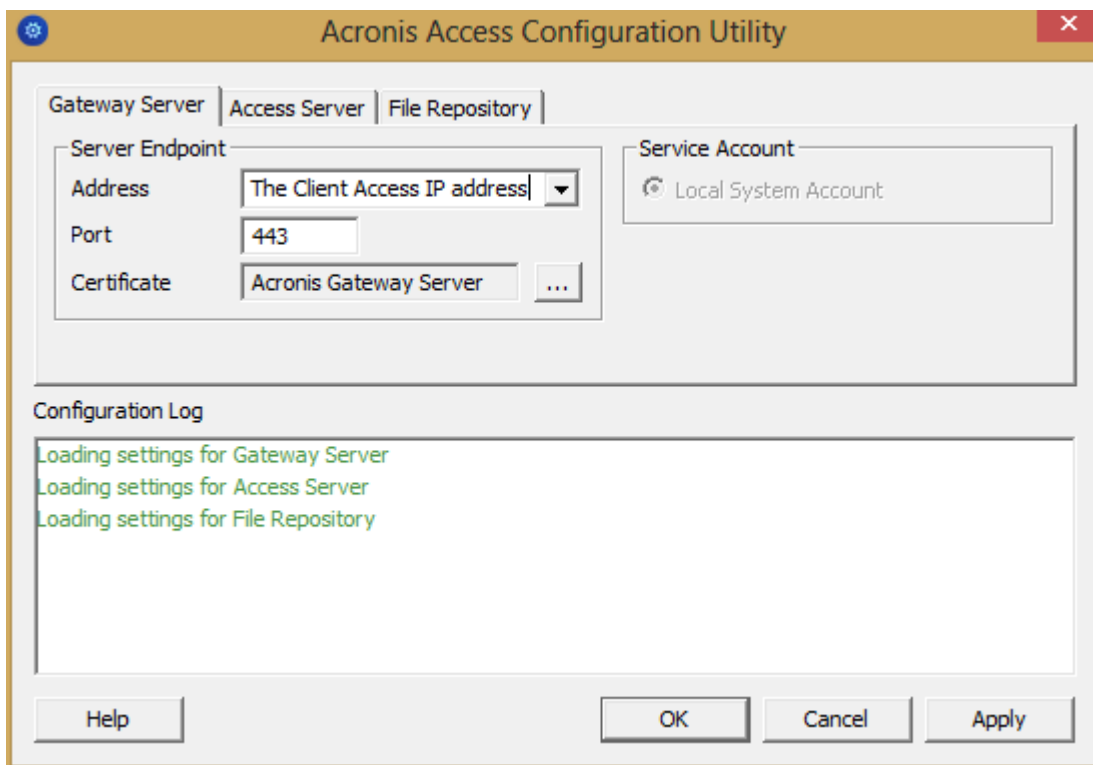 Acronis Access Configuration Utility
Gateway Server Access Server File Repository
Server Endpoint
Address The Client Access IP address
Port 443
Certificate Acronis Gateway Server ...
Service Account
Local System Account
Configuration Log
Loading settings for Gateway Server
Loading settings for Access Server
Loading settings for File Repository
Help OK Cancel Apply